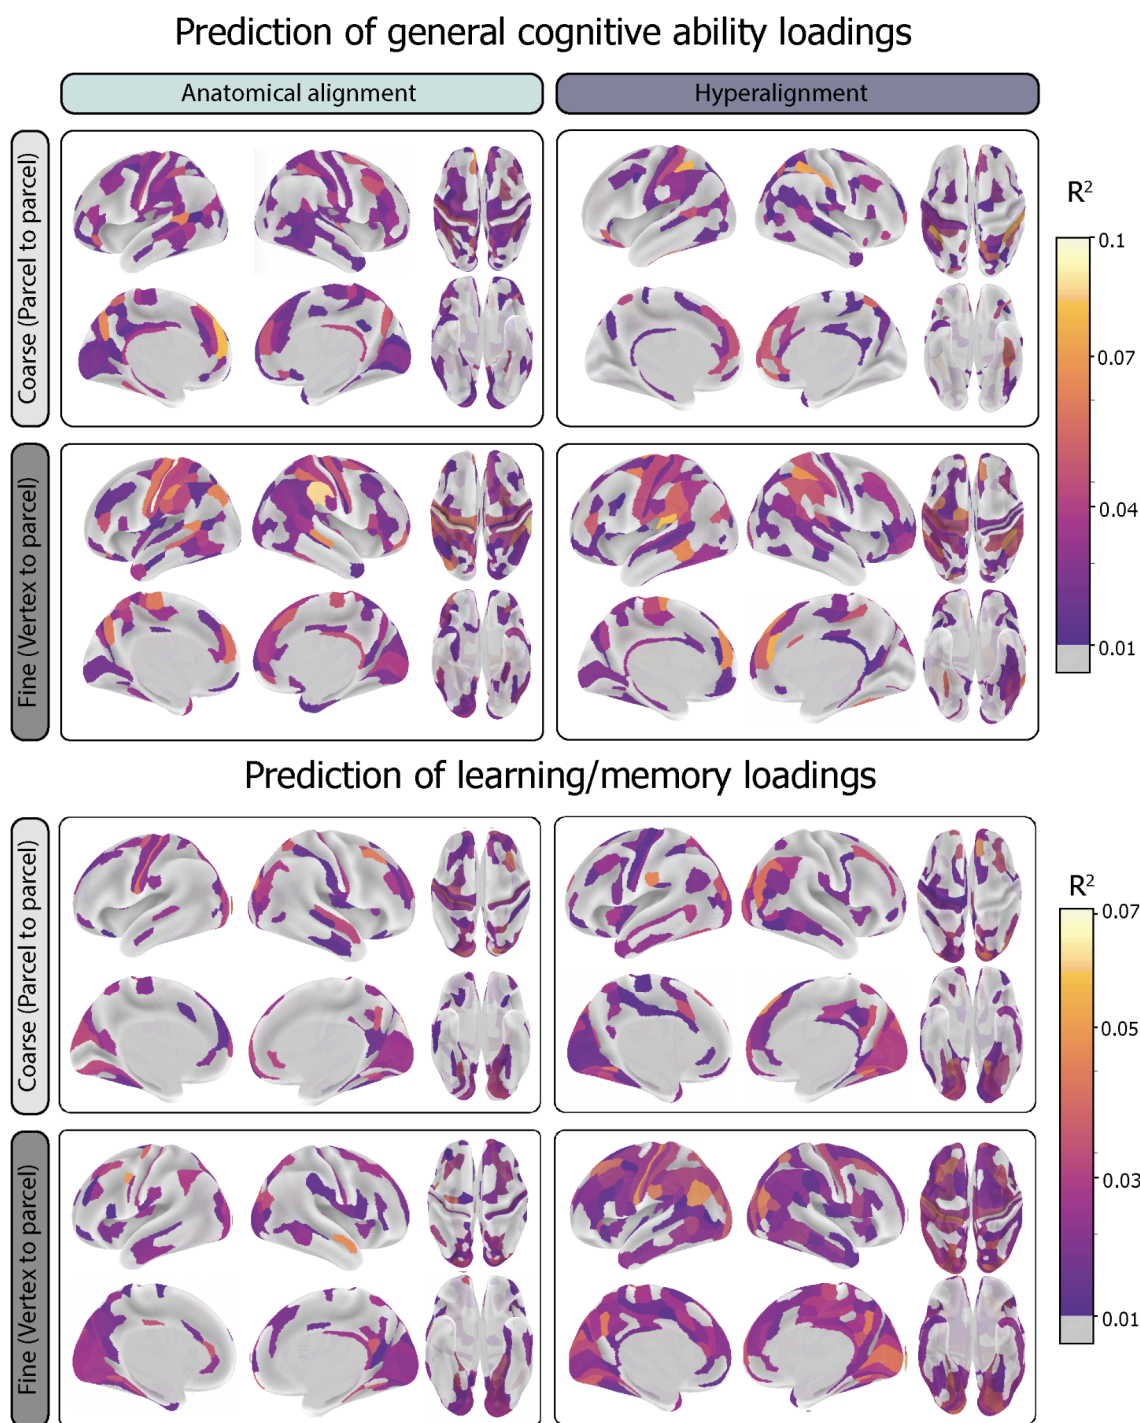 Prediction of general cognitive ability loadings
Anatomical alignment
Hyperalignment
Coarse (Parcel to parcel)
R²
0.1
0.07
0.04
0.01
Fine (Vertex to parcel)
Prediction of learning/memory loadings
Coarse (Parcel to parcel)
R²
0.07
0.05
0.03
0.01
Fine (Vertex to parcel)